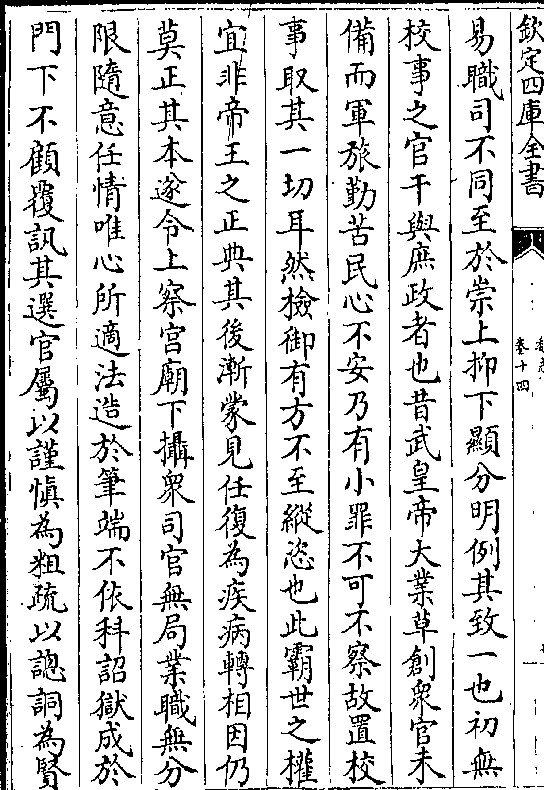 欽定四庫全書
卷十四
易職司不同至於崇上抑下顯分明例其致一也初無
校事之官干與庶政者也昔武皇帝大業草創衆官未
備而軍旅勤苦民心不安乃有小罪不可不察故置校
事取其一切耳然檢御有方不至縱恣也此霸世之權
宜非帝王之正典其後漸蒙見任復為疾病轉相因仍
莫正其本遂令上察宫廟下攝衆司官無局業職無分
限隨意任情唯心所適法造於筆端不依科詔獄成於
門下不顧覆訊其選官屬以謹慎為粗疏以謥詷為賢